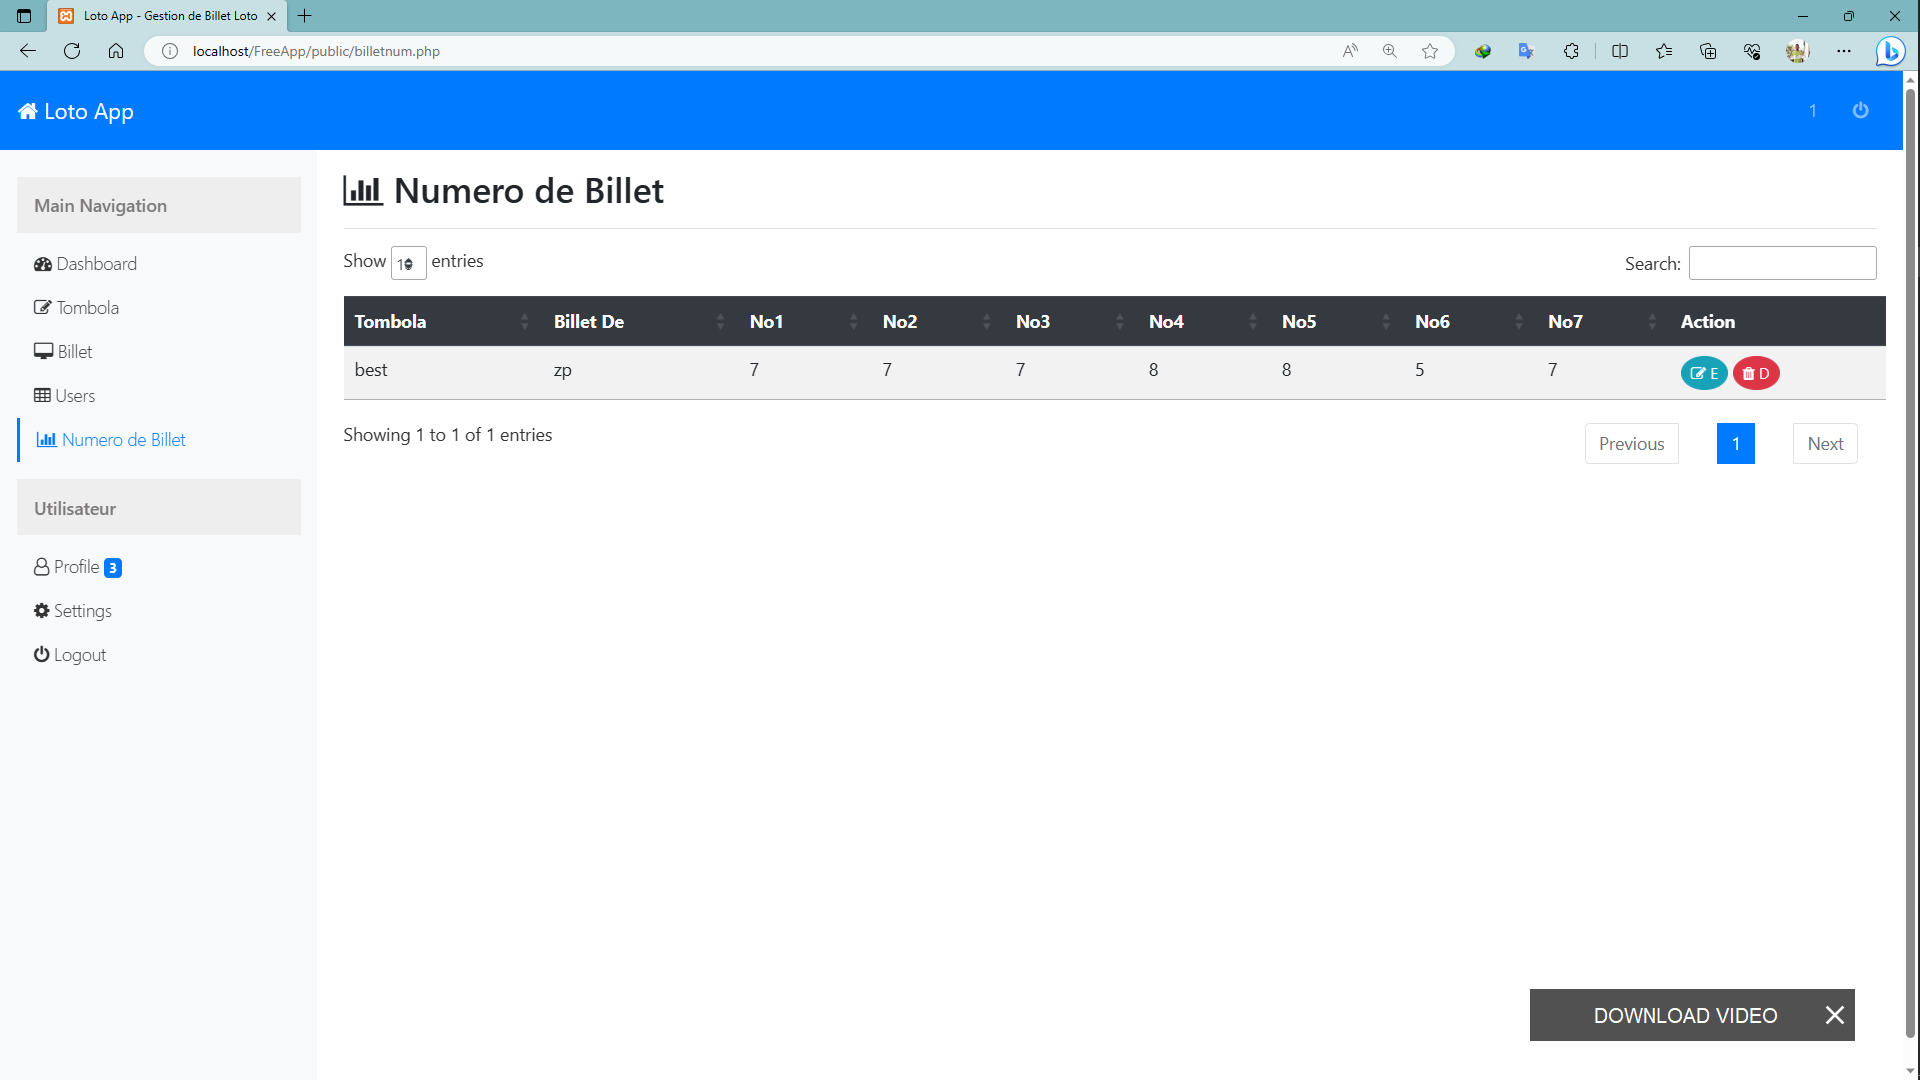 Loto App - Gestion de Billet Loto
localhost/FreeApp/public/billetnum.php
Loto App
1
Main Navigation
Dashboard
Tombola
Billet
Users
Numero de Billet
Utilisateur
Profile 3
Settings
Logout
Numero de Billet
Show 10 entries
Search:
Tombola Billet De No1 No2 No3 No4 No5 No6 No7 Action
best zp 7 7 7 8 8 5 7 E D
Showing 1 to 1 of 1 entries
Previous 1 Next
DOWNLOAD VIDEO